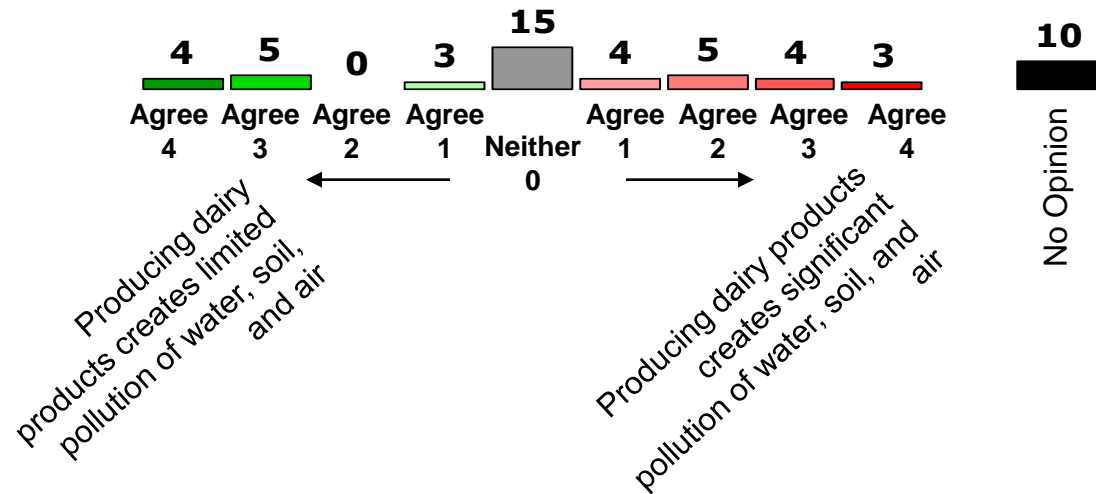 4 5 0 3 15 4 5 4 3 10
Agree Agree Agree Agree Agree Agree Agree Agree
4 3 2 1 Neither 1 2 3 4
0
Producing dairy
products creates limited
pollution of water, soil,
and air
Producing dairy products
creates significant
pollution of water, soil, and
air
No Opinion